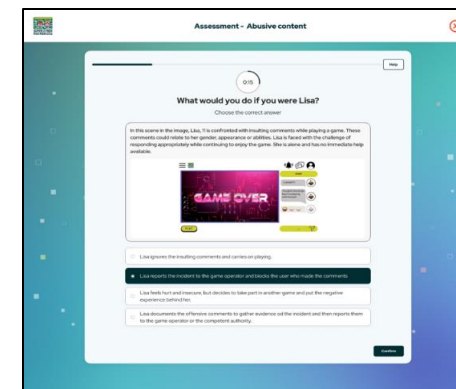 Assessment - Abusive content
Help
0:15
What would you do if you were Lisa?
Choose the correct answer
In this scene in the image, Lisa, 11 is confronted with insulting comments while playing a game. These
comments could relate to her gender, appearance or abilities. Lisa is faced with the challenge of
responding appropriately while continuing to enjoy the game. She is alone and has no immediate help
available.
GAME OVER
PLAY
Lisa ignores the insulting comments and carries on playing.
Lisa reports the incident to the game operator and blocks the user who made the comments.
Lisa feels hurt and insecure, but decides to take part in another game and put the negative
experience behind her.
Lisa documents the offensive comments to gather evidence od the incident and then reports them
to the game operator or the competent authority.
Confirm